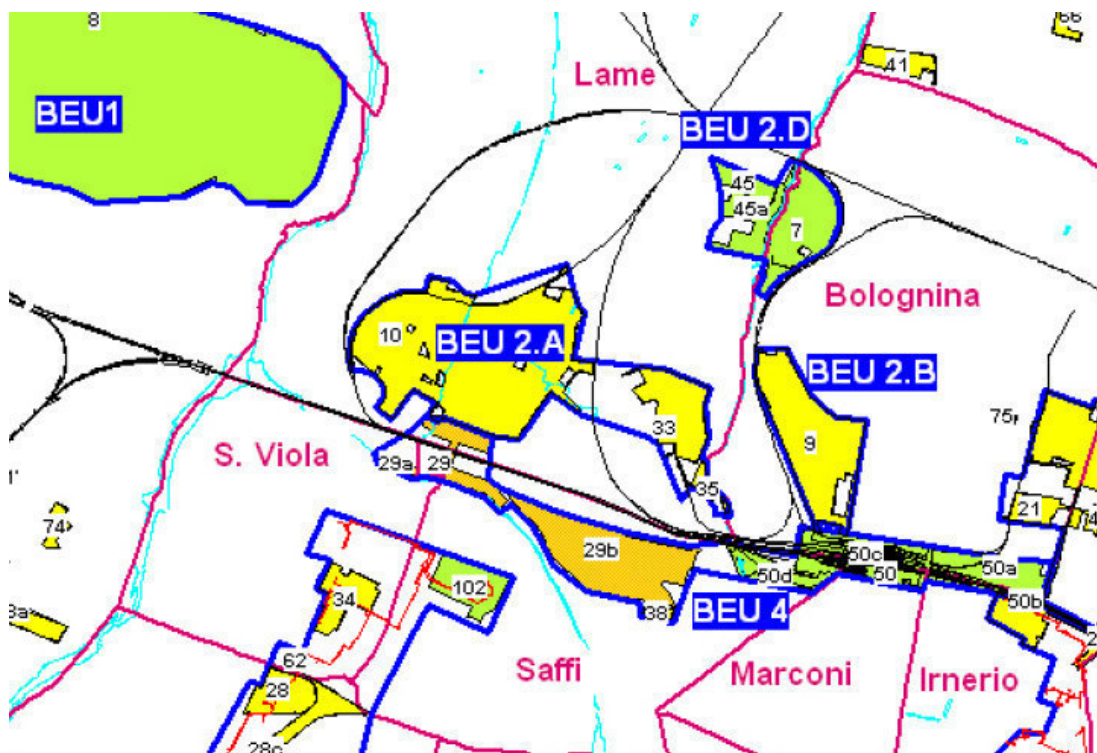 8
66
Lame
41
BEU1
BEU 2.D
45
45a
7
Bolognina
10
BEU 2.A
BEU 2.B
75
33
9
S. Viola
29a
29
35
21
74
29b
50c
50a
50d
50
50b
34
102
38
BEU 4
62
Saffi
Marconi
Irnerio
28
28c